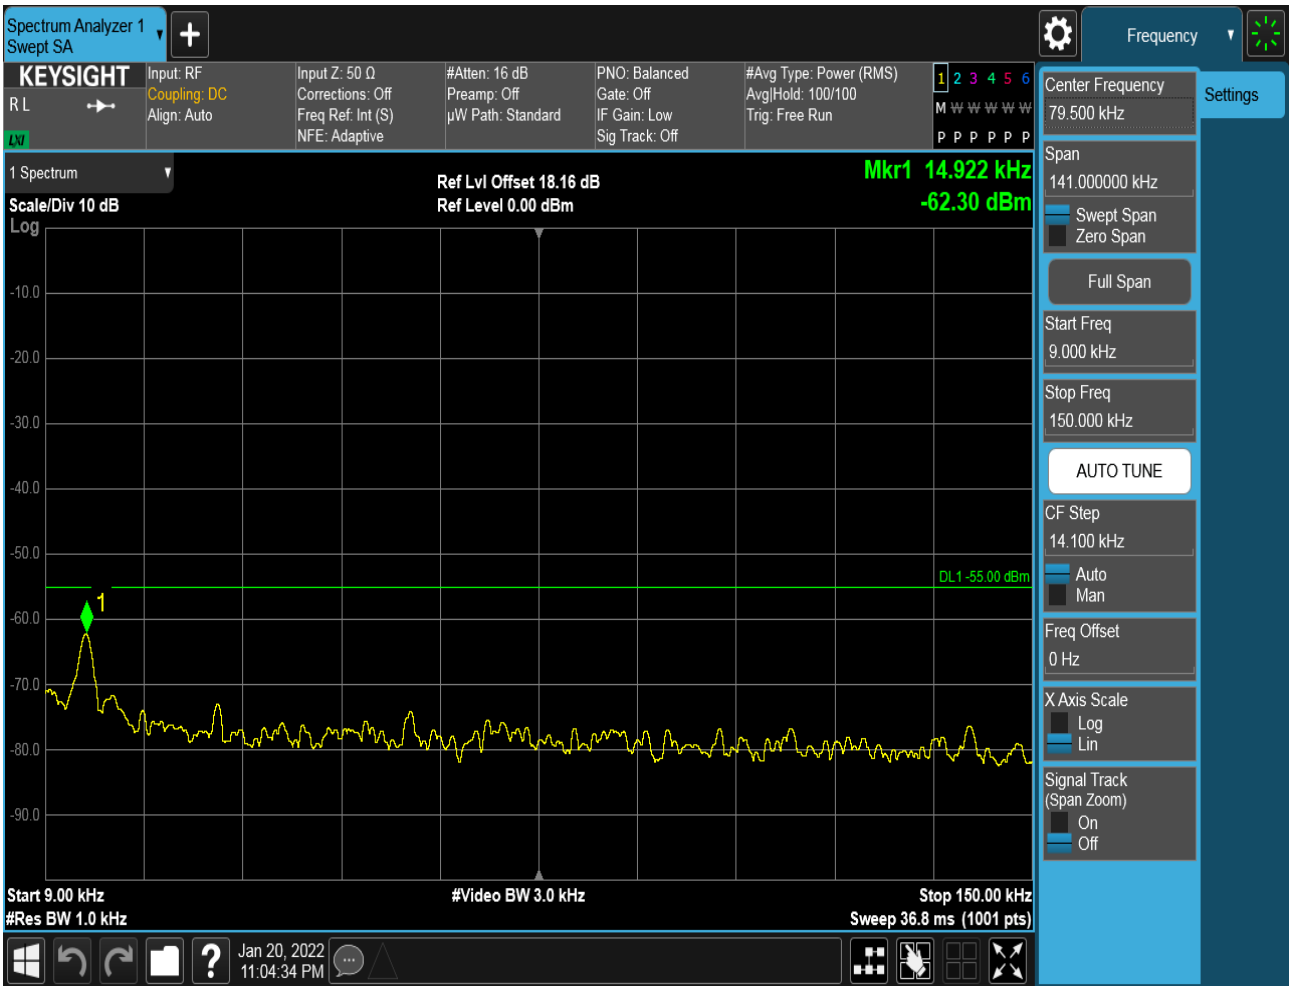 Spectrum Analyzer 1
Swept SA
Frequency
KEYSIGHT
R L
LXI
Input: RF
Coupling: DC
Align: Auto
Input Z: 50 Ω
Corrections: Off
Freq Ref: Int (S)
NFE: Adaptive
#Atten: 16 dB
Preamp: Off
µW Path: Standard
PNO: Balanced
Gate: Off
IF Gain: Low
Sig Track: Off
#Avg Type: Power (RMS)
Avg|Hold: 100/100
Trig: Free Run
1 2 3 4 5 6
M W W W W W
P P P P P P
1 Spectrum
Scale/Div 10 dB
Log
Ref Lvl Offset 18.16 dB
Ref Level 0.00 dBm
Mkr1 14.922 kHz
-62.30 dBm
-10.0
-20.0
-30.0
-40.0
-50.0
DL1 -55.00 dBm
1
-60.0
-70.0
-80.0
-90.0
Start 9.00 kHz
#Res BW 1.0 kHz
#Video BW 3.0 kHz
Stop 150.00 kHz
Sweep 36.8 ms (1001 pts)
?
Jan 20, 2022
11:04:34 PM
Center Frequency
79.500 kHz
Settings
Span
141.000000 kHz
Swept Span
Zero Span
Full Span
Start Freq
9.000 kHz
Stop Freq
150.000 kHz
AUTO TUNE
CF Step
14.100 kHz
Auto
Man
Freq Offset
0 Hz
X Axis Scale
Log
Lin
Signal Track
(Span Zoom)
On
Off